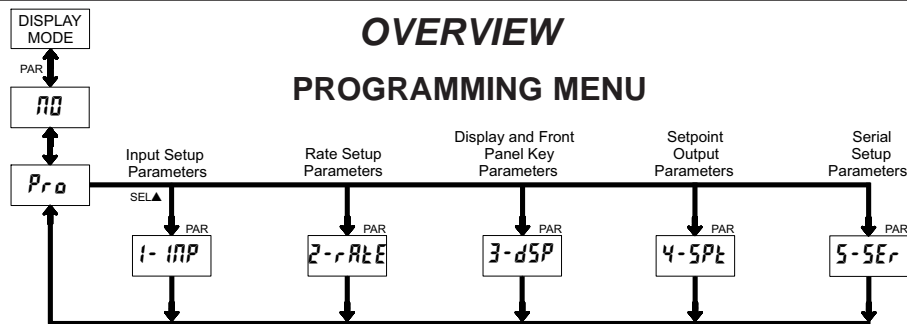 DISPLAY
MODE
OVERVIEW
PAR
PROGRAMMING MENU
NO
Pro
Input Setup
Parameters
Rate Setup
Parameters
Display and Front
Panel Key
Parameters
Setpoint
Output
Parameters
Serial
Setup
Parameters
SEL▲
PAR
PAR
PAR
PAR
PAR
1-INP
2-rAtE
3-dSP
4-SPt
5-SEr